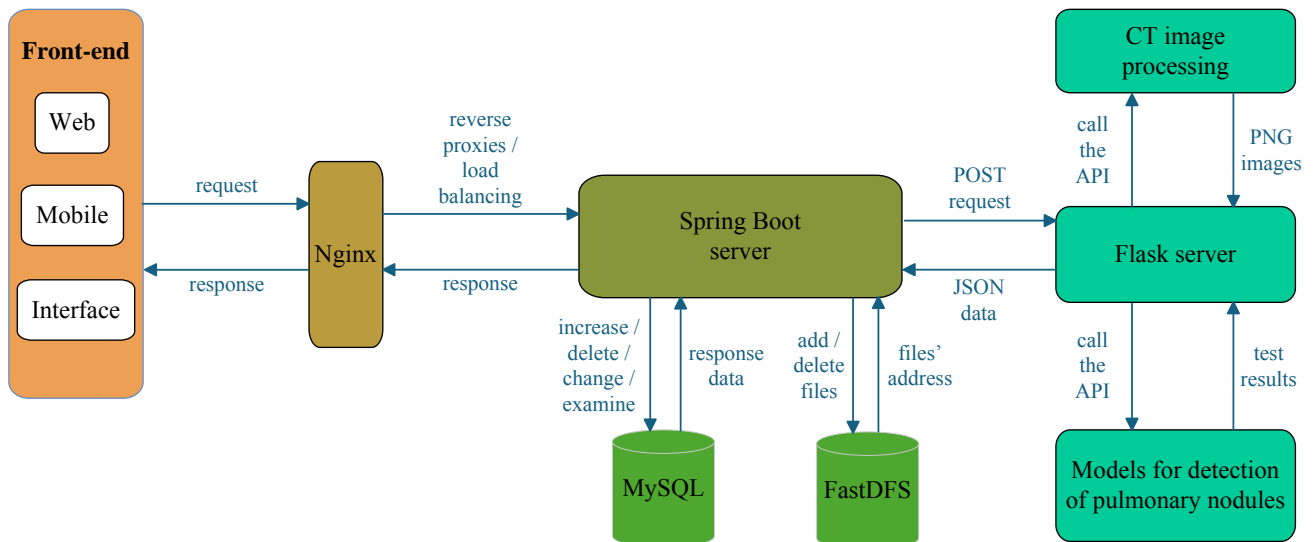 Front-end
Web
Mobile
Interface
request
response
Nginx
reverse
proxies /
load
balancing
response
Spring Boot
server
increase /
delete /
change /
examine
response
data
add /
delete
files
files’
address
MySQL
FastDFS
POST
request
JSON
data
CT image
processing
call
the
API
PNG
images
Flask server
call
the
API
test
results
Models for detection
of pulmonary nodules